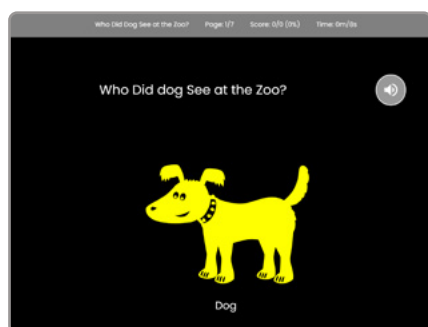 Who Did Dog See at the Zoo? Page: 1/7 Score: 0/0 (0%) Time: 0m/8s
Who Did dog See at the Zoo?
Dog